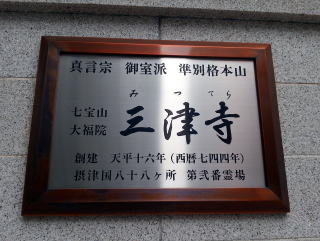 真言宗 御室派 準別格本山
みつてら
七宝山
大福院
三津寺
創建 天平十六年(西暦七四四年)
摂津国八十八ヶ所 第弐番霊場